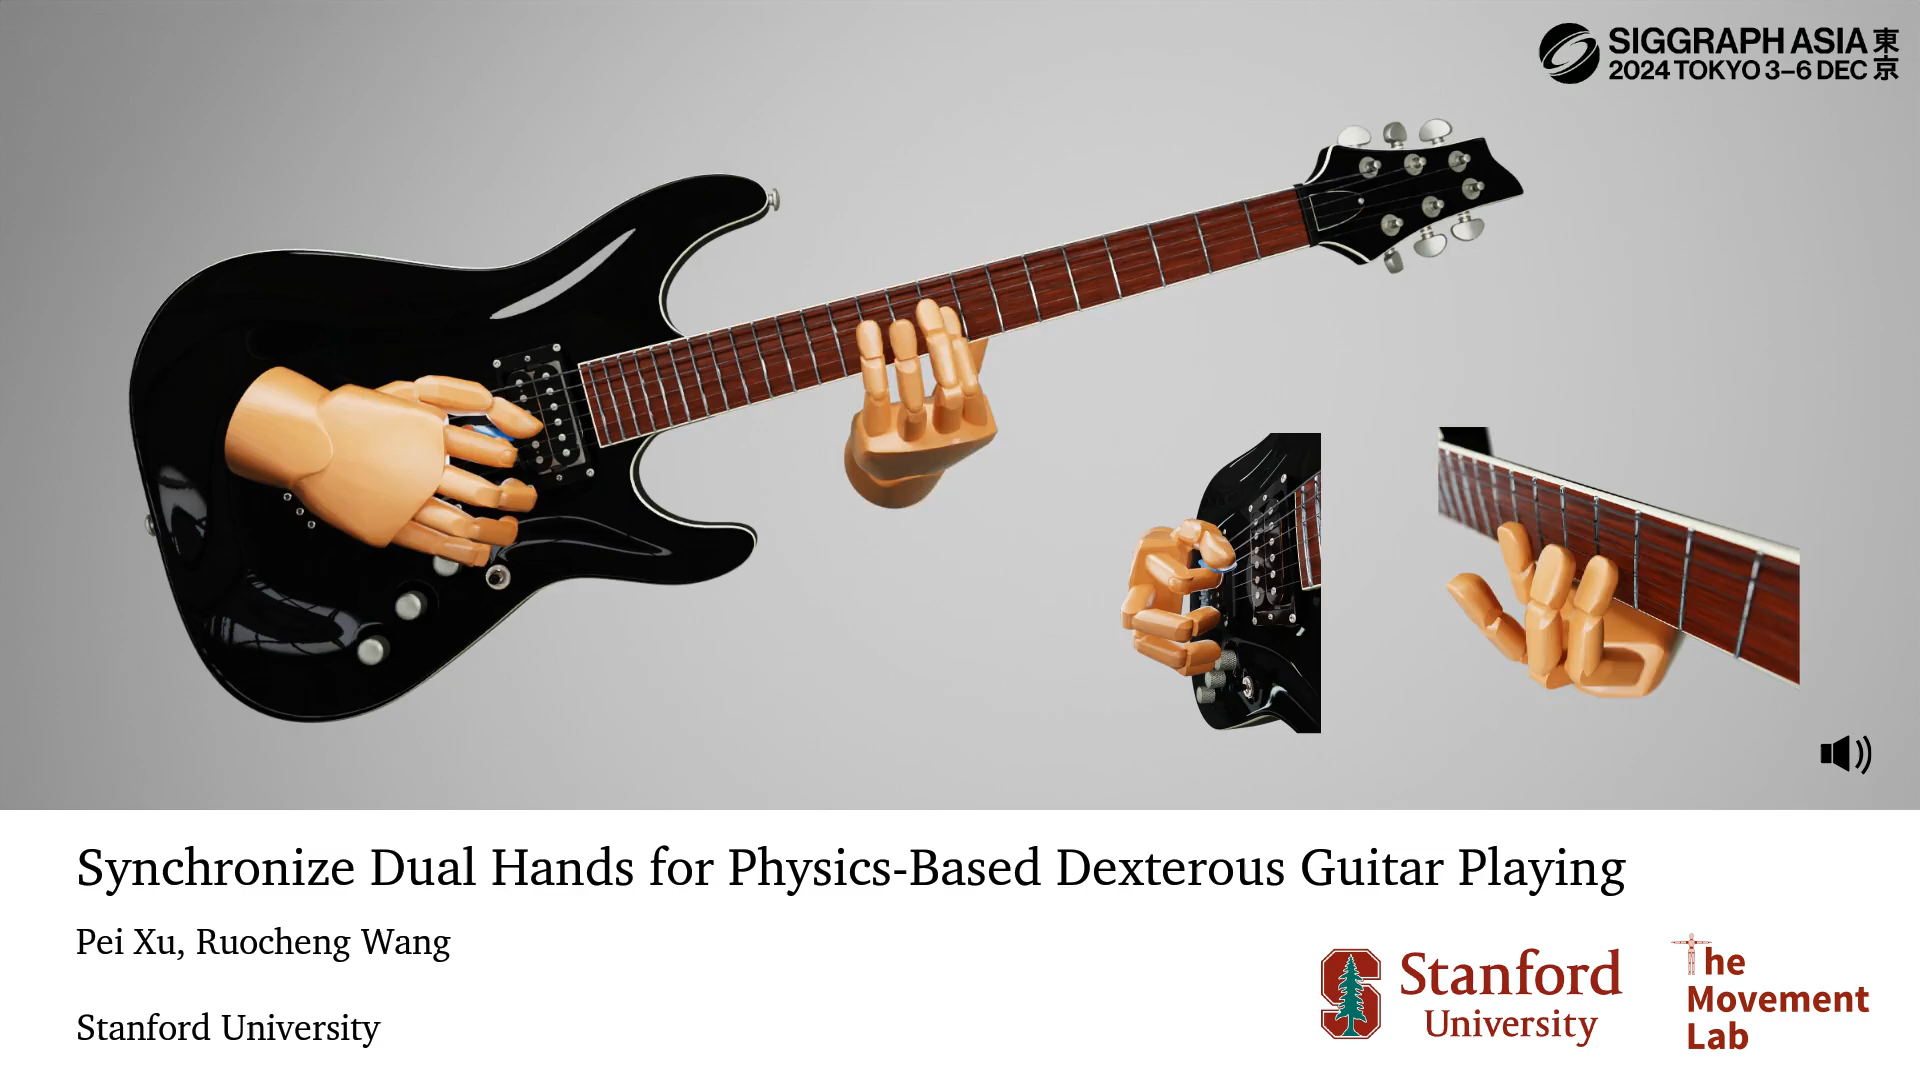 SIGGRAPH ASIA 東京
2024 TOKYO 3–6 DEC
Synchronize Dual Hands for Physics-Based Dexterous Guitar Playing
Pei Xu, Ruocheng Wang
Stanford University
Stanford
University
The
Movement
Lab